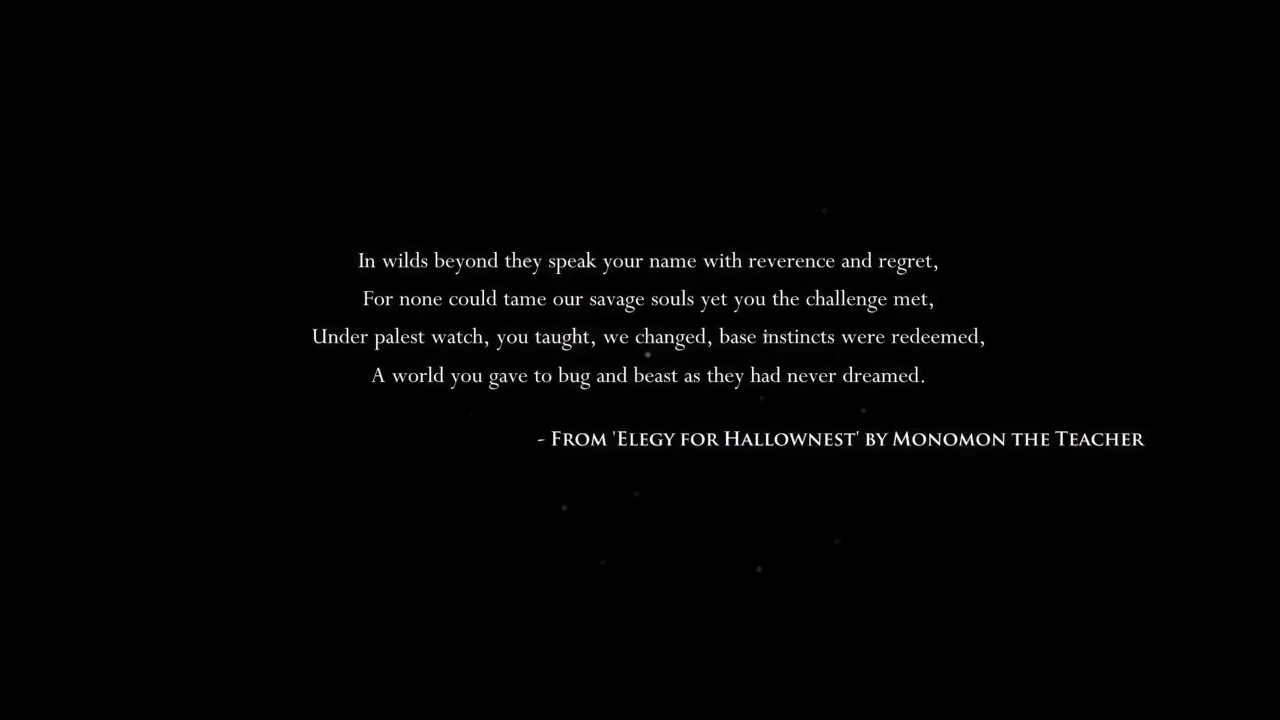 In wilds beyond they speak your name with reverence and regret,
For none could tame our savage souls yet you the challenge met,
Under palest watch, you taught, we changed, base instincts were redeemed,
A world you gave to bug and beast as they had never dreamed.
- From 'Elegy for Hallownest' by Monomon the Teacher